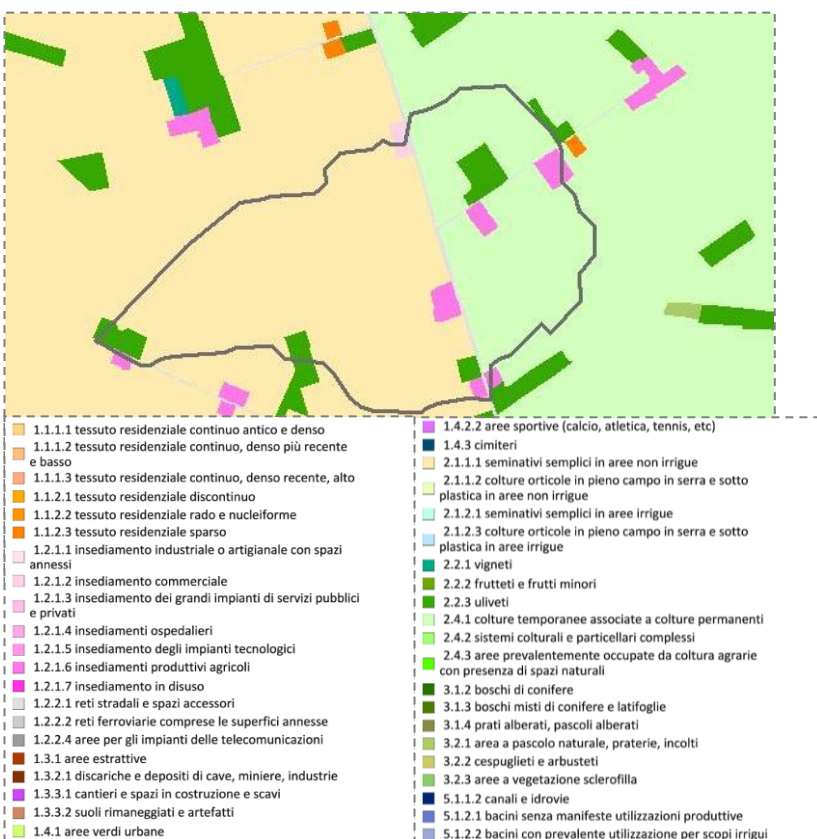 1.1.1.1 tessuto residenziale continuo antico e denso
1.1.1.2 tessuto residenziale continuo, denso più recente
e basso
1.1.1.3 tessuto residenziale continuo, denso recente, alto
1.1.2.1 tessuto residenziale discontinuo
1.1.2.2 tessuto residenziale rado e nucleiforme
1.1.2.3 tessuto residenziale sparso
1.2.1.1 insediamento industriale o artigianale con spazi
annessi
1.2.1.2 insediamento commerciale
1.2.1.3 insediamento dei grandi impianti di servizi pubblici
e privati
1.2.1.4 insediamenti ospedalieri
1.2.1.5 insediamento degli impianti tecnologici
1.2.1.6 insediamenti produttivi agricoli
1.2.1.7 insediamento in disuso
1.2.2.1 reti stradali e spazi accessori
1.2.2.2 reti ferroviarie comprese le superfici annesse
1.2.2.4 aree per gli impianti delle telecomunicazioni
1.3.1 aree estrattive
1.3.2.1 discariche e depositi di cave, miniere, industrie
1.3.3.1 cantieri e spazi in costruzione e scavi
1.3.3.2 suoli rimaneggiati e artefatti
1.4.1 aree verdi urbane
1.4.2.2 aree sportive (calcio, atletica, tennis, etc)
1.4.3 cimiteri
2.1.1.1 seminativi semplici in aree non irrigue
2.1.1.2 colture orticole in pieno campo in serra e sotto
plastica in aree non irrigue
2.1.2.1 seminativi semplici in aree irrigue
2.1.2.3 colture orticole in pieno campo in serra e sotto
plastica in aree irrigue
2.2.1 vigneti
2.2.2 frutteti e frutti minori
2.2.3 uliveti
2.4.1 colture temporanee associate a colture permanenti
2.4.2 sistemi colturali e particellari complessi
2.4.3 aree prevalentemente occupate da coltura agrarie
con presenza di spazi naturali
3.1.2 boschi di conifere
3.1.3 boschi misti di conifere e latifoglie
3.1.4 prati alberati, pascoli alberati
3.2.1 area a pascolo naturale, praterie, incolti
3.2.2 cespuglieti e arbusteti
3.2.3 aree a vegetazione sclerofilla
5.1.1.2 canali e idrovie
5.1.2.1 bacini senza manifeste utilizzazioni produttive
5.1.2.2 bacini con prevalente utilizzazione per scopi irrigui